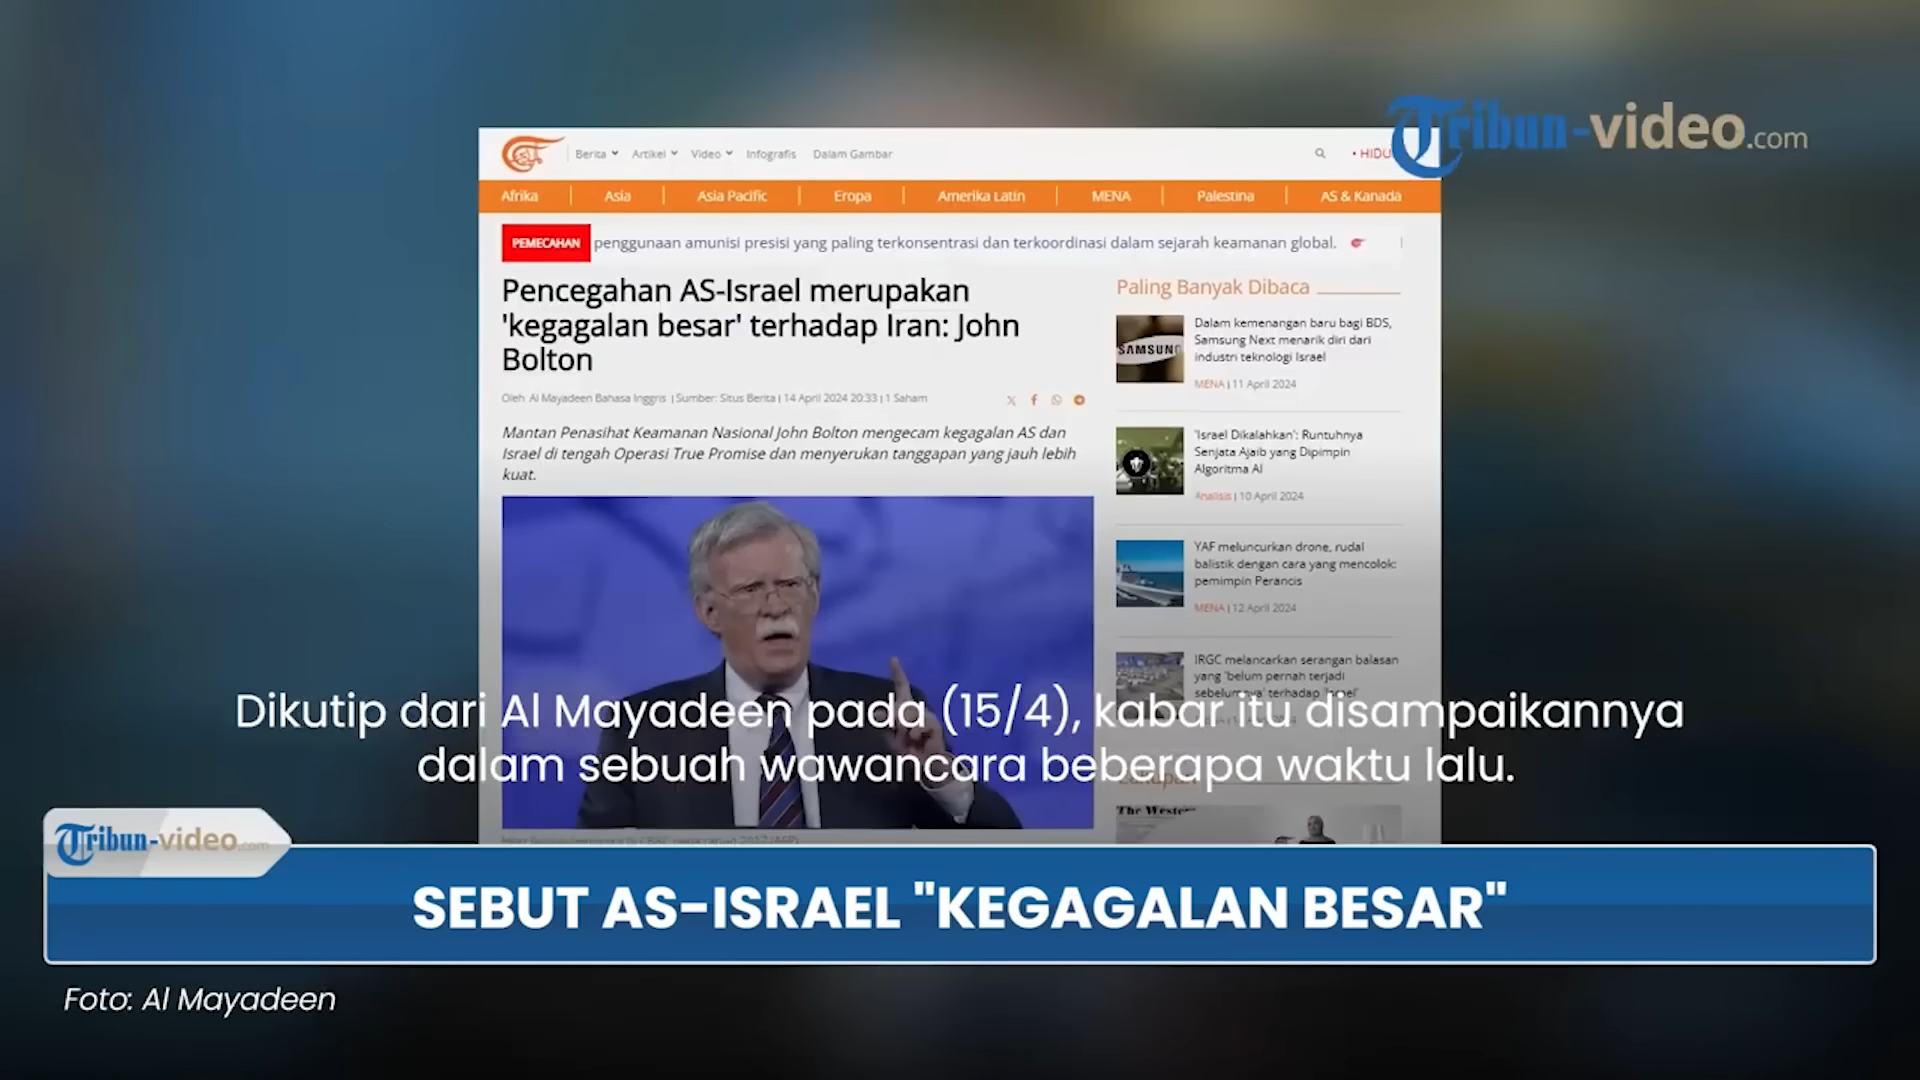 Tribun-video.com
Berita Artikel Video Infografis Dalam Gambar
• HIDU
Afrika Asia Asia Pacific Eropa Amerika Latin MENA Palestina AS & Kanada
PEMECAHAN penggunaan amunisi presisi yang paling terkonsentrasi dan terkoordinasi dalam sejarah keamanan global.
Pencegahan AS-Israel merupakan
'kegagalan besar' terhadap Iran: John
Bolton
Oleh Al Mayadeen Bahasa Inggris | Sumber: Situs Berita | 14 April 2024 20:33 | 1 Saham
Mantan Penasihat Keamanan Nasional John Bolton mengecam kegagalan AS dan
Israel di tengah Operasi True Promise dan menyerukan tanggapan yang jauh lebih
kuat.
Paling Banyak Dibaca
SAMSUNG
Dalam kemenangan baru bagi BDS,
Samsung Next menarik diri dari
industri teknologi Israel
MENA | 11 April 2024
'Israel Dikalahkan': Runtuhnya
Senjata Ajaib yang Dipimpin
Algoritma AI
Analisis | 10 April 2024
YAF meluncurkan drone, rudal
balistik dengan cara yang mencolok:
pemimpin Perancis
MENA | 12 April 2024
IRGC melancarkan serangan balasan
yang 'belum pernah terjadi
sebelumnya' terhadap 'Israel'
The Western
Dikutip dari Al Mayadeen pada (15/4), kabar itu disampaikannya
dalam sebuah wawancara beberapa waktu lalu.
Tribun-video.com
SEBUT AS-ISRAEL "KEGAGALAN BESAR"
Foto: Al Mayadeen